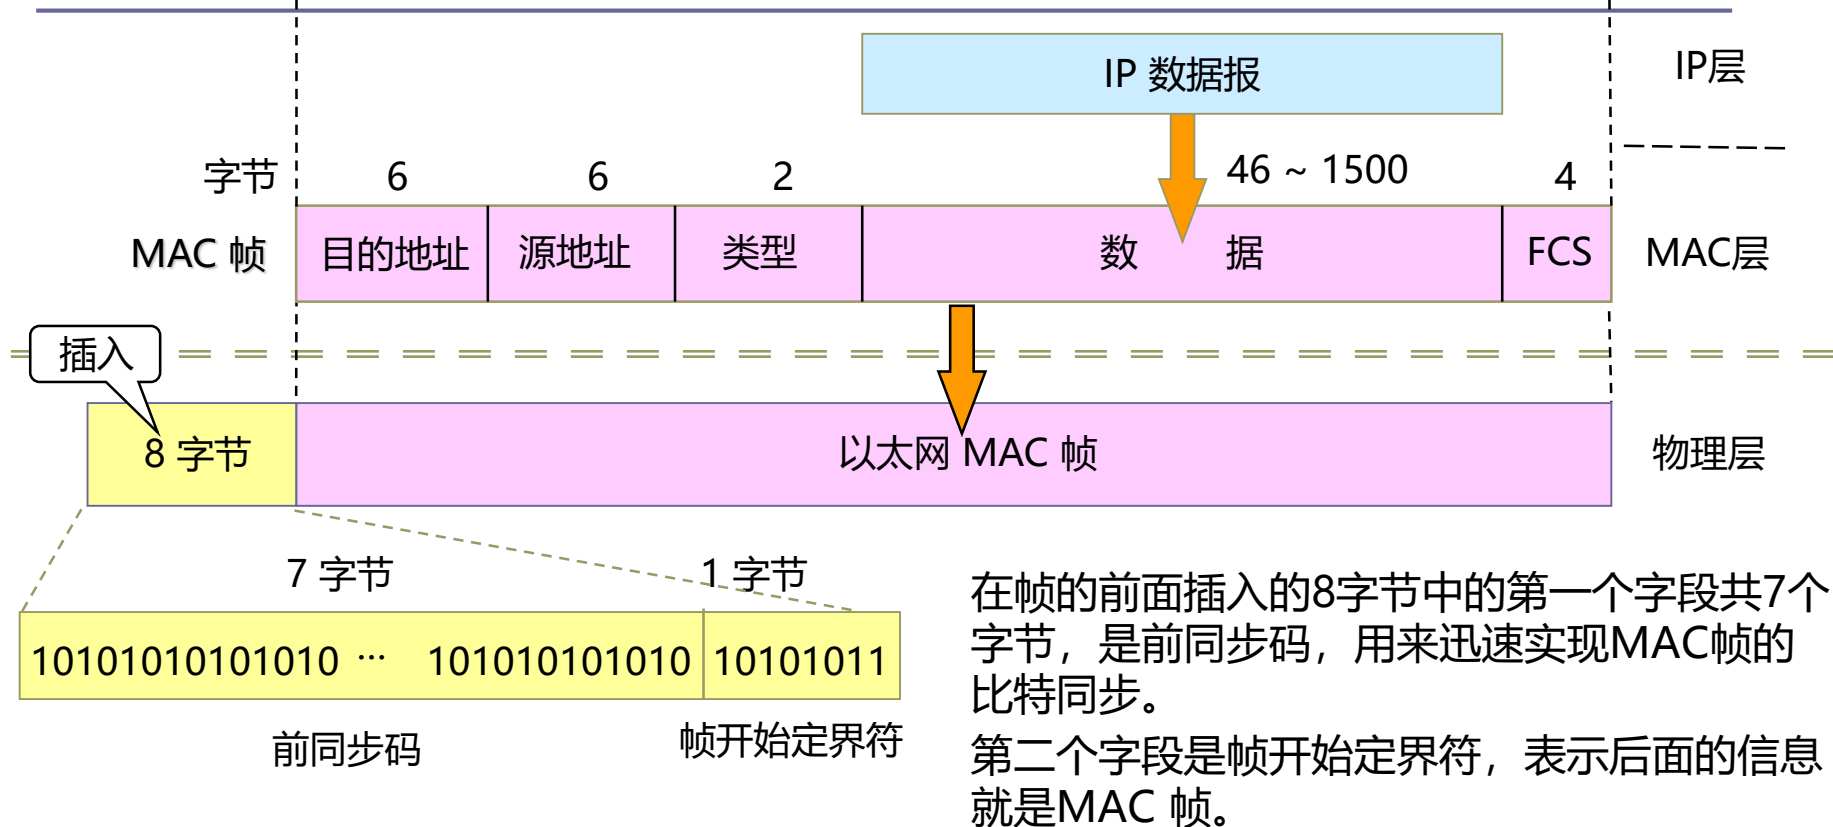 IP 数据报
IP层
字节 6 6 2 46 ~ 1500 4
MAC 帧 目的地址 源地址 类型 数 据 FCS MAC层
插入
8 字节 以太网 MAC 帧 物理层
7 字节 1 字节
10101010101010 ··· 101010101010 10101011
前同步码 帧开始定界符
在帧的前面插入的8字节中的第一个字段共7个
字节，是前同步码，用来迅速实现MAC帧的
比特同步。
第二个字段是帧开始定界符，表示后面的信息
就是MAC 帧。